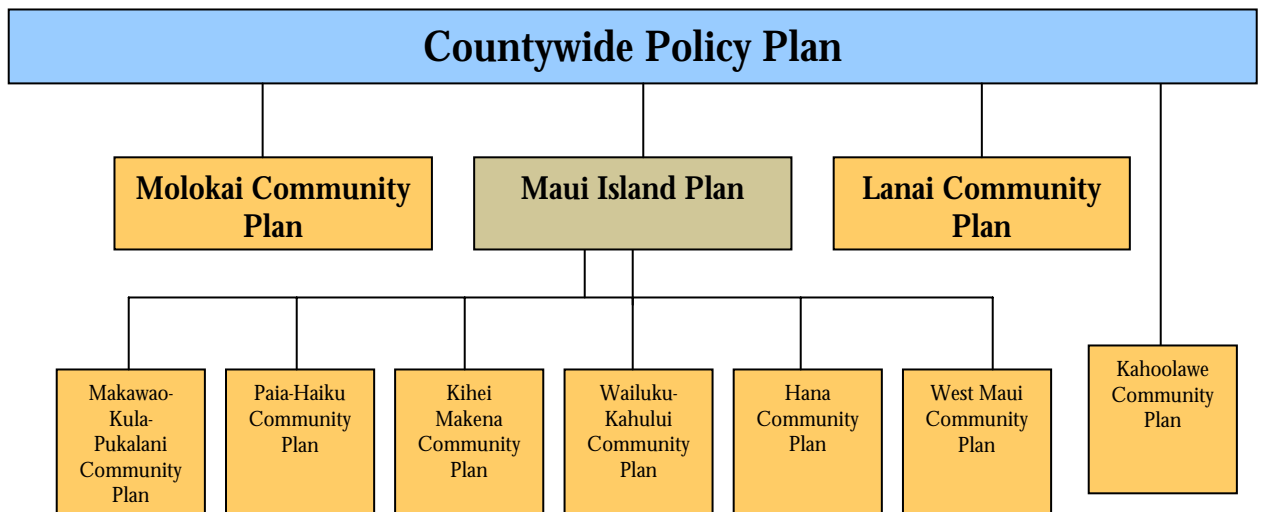 Countywide Policy Plan
Molokai Community
Plan
Maui Island Plan
Lanai Community
Plan
Makawao-
Kula-
Pukalani
Community
Plan
Paia-Haiku
Community
Plan
Kihei
Makena
Community
Plan
Wailuku-
Kahului
Community
Plan
Hana
Community
Plan
West Maui
Community
Plan
Kahoolawe
Community
Plan